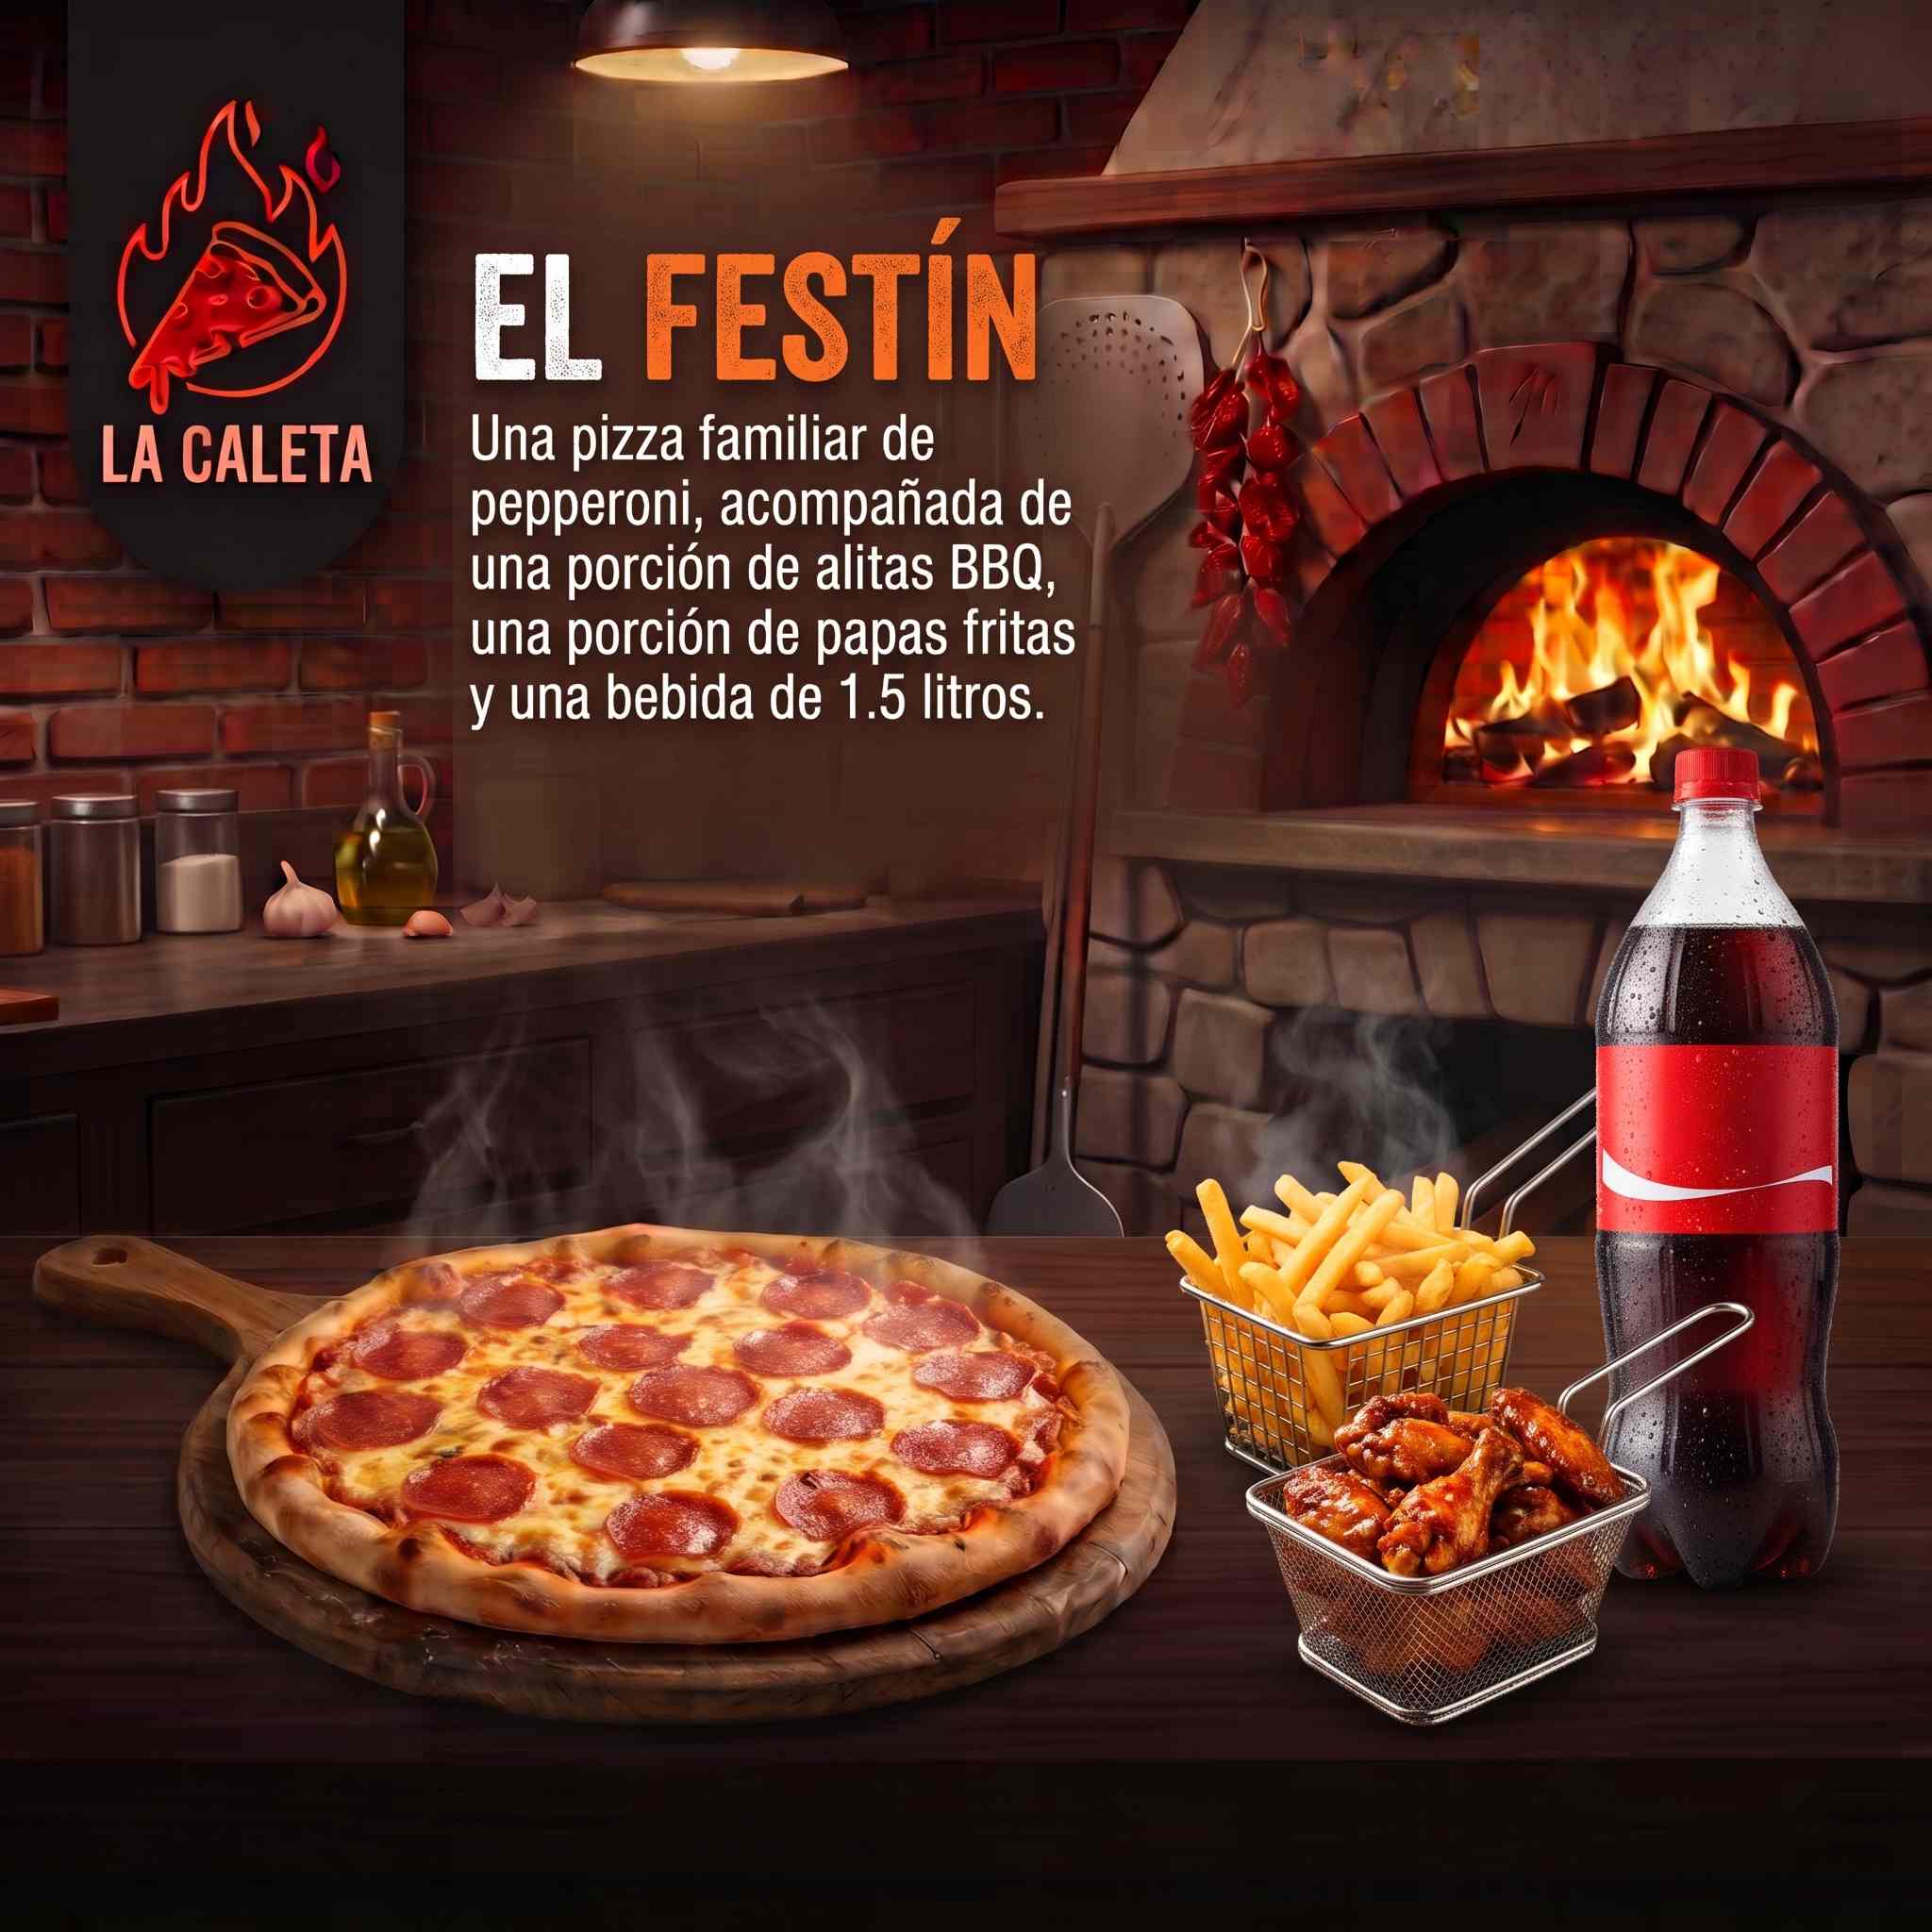 LA CALETA
EL FESTÍN
Una pizza familiar de
pepperoni, acompañada de
una porción de alitas BBQ,
una porción de papas fritas
y una bebida de 1.5 litros.